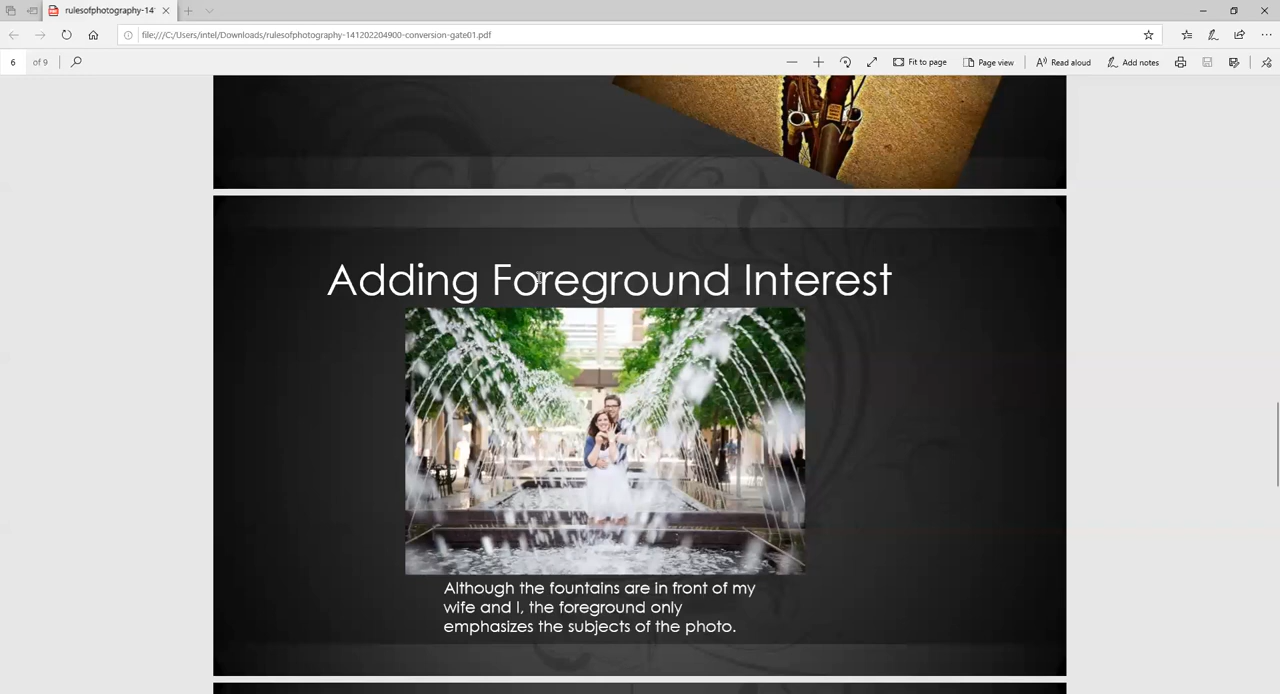 rulesofphotography-14
file:///C:/Users/intel/Downloads/rulesofphotography-141202204900-conversion-gate01.pdf
6 of 9 Fit to page Page view Read aloud Add notes
Adding Foreground Interest
Although the fountains are in front of my
wife and I, the foreground only
emphasizes the subjects of the photo.